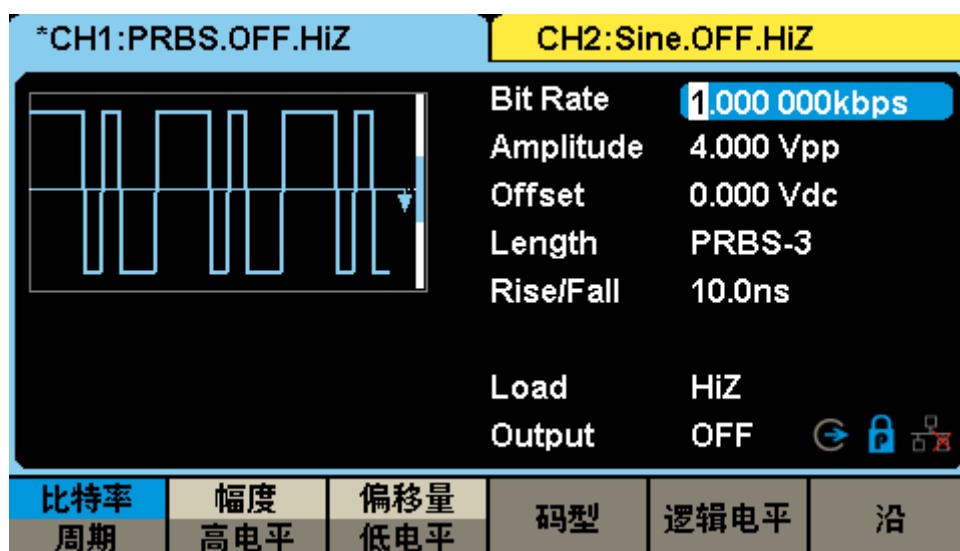 *CH1:PRBS.OFF.HiZ
CH2:Sine.OFF.HiZ
Bit Rate 1.000 000kbps
Amplitude 4.000 Vpp
Offset 0.000 Vdc
Length PRBS-3
Rise/Fall 10.0ns
Load HiZ
Output OFF
比特率 幅度 偏移量 码型 逻辑电平 沿
周期 高电平 低电平